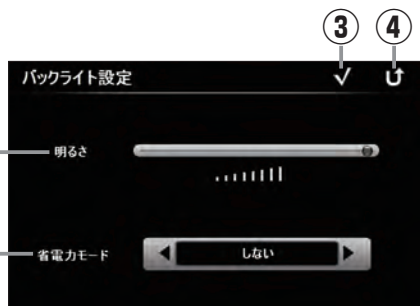 ③ ④
バックライト設定
明るさ
省電力モード しない